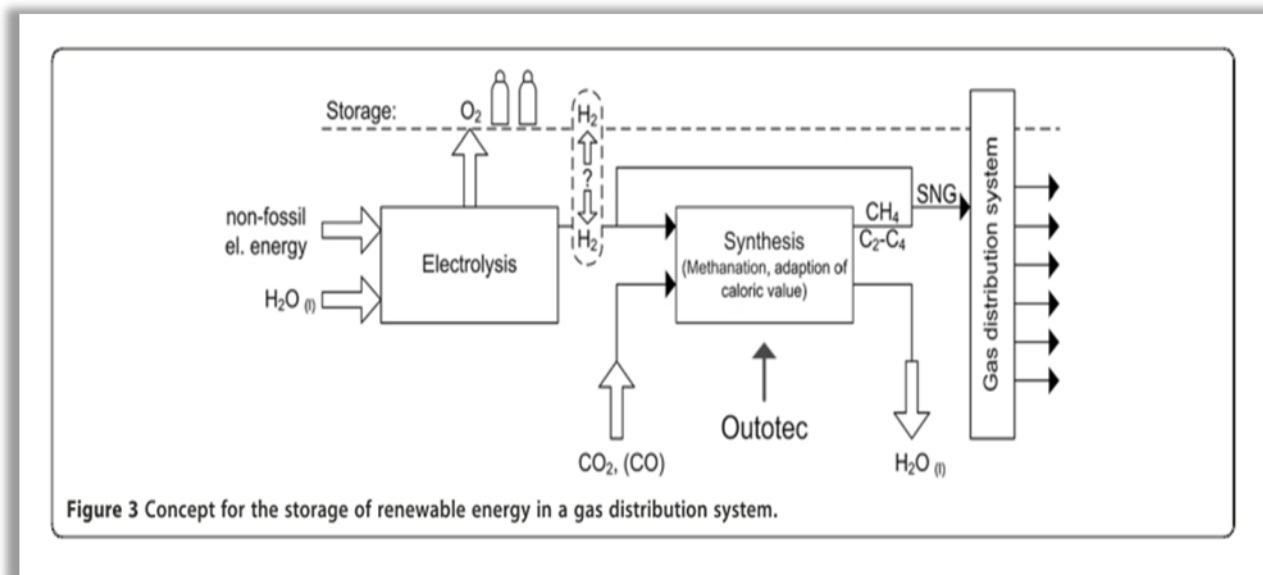 Storage:
O₂
H₂
?
H₂
non-fossil
el. energy
H₂O (l)
Electrolysis
Synthesis
(Methanation, adaption of
caloric value)
CH₄
C₂-C₄
SNG
Gas distribution system
Outotec
CO₂, (CO)
H₂O (l)
Figure 3 Concept for the storage of renewable energy in a gas distribution system.